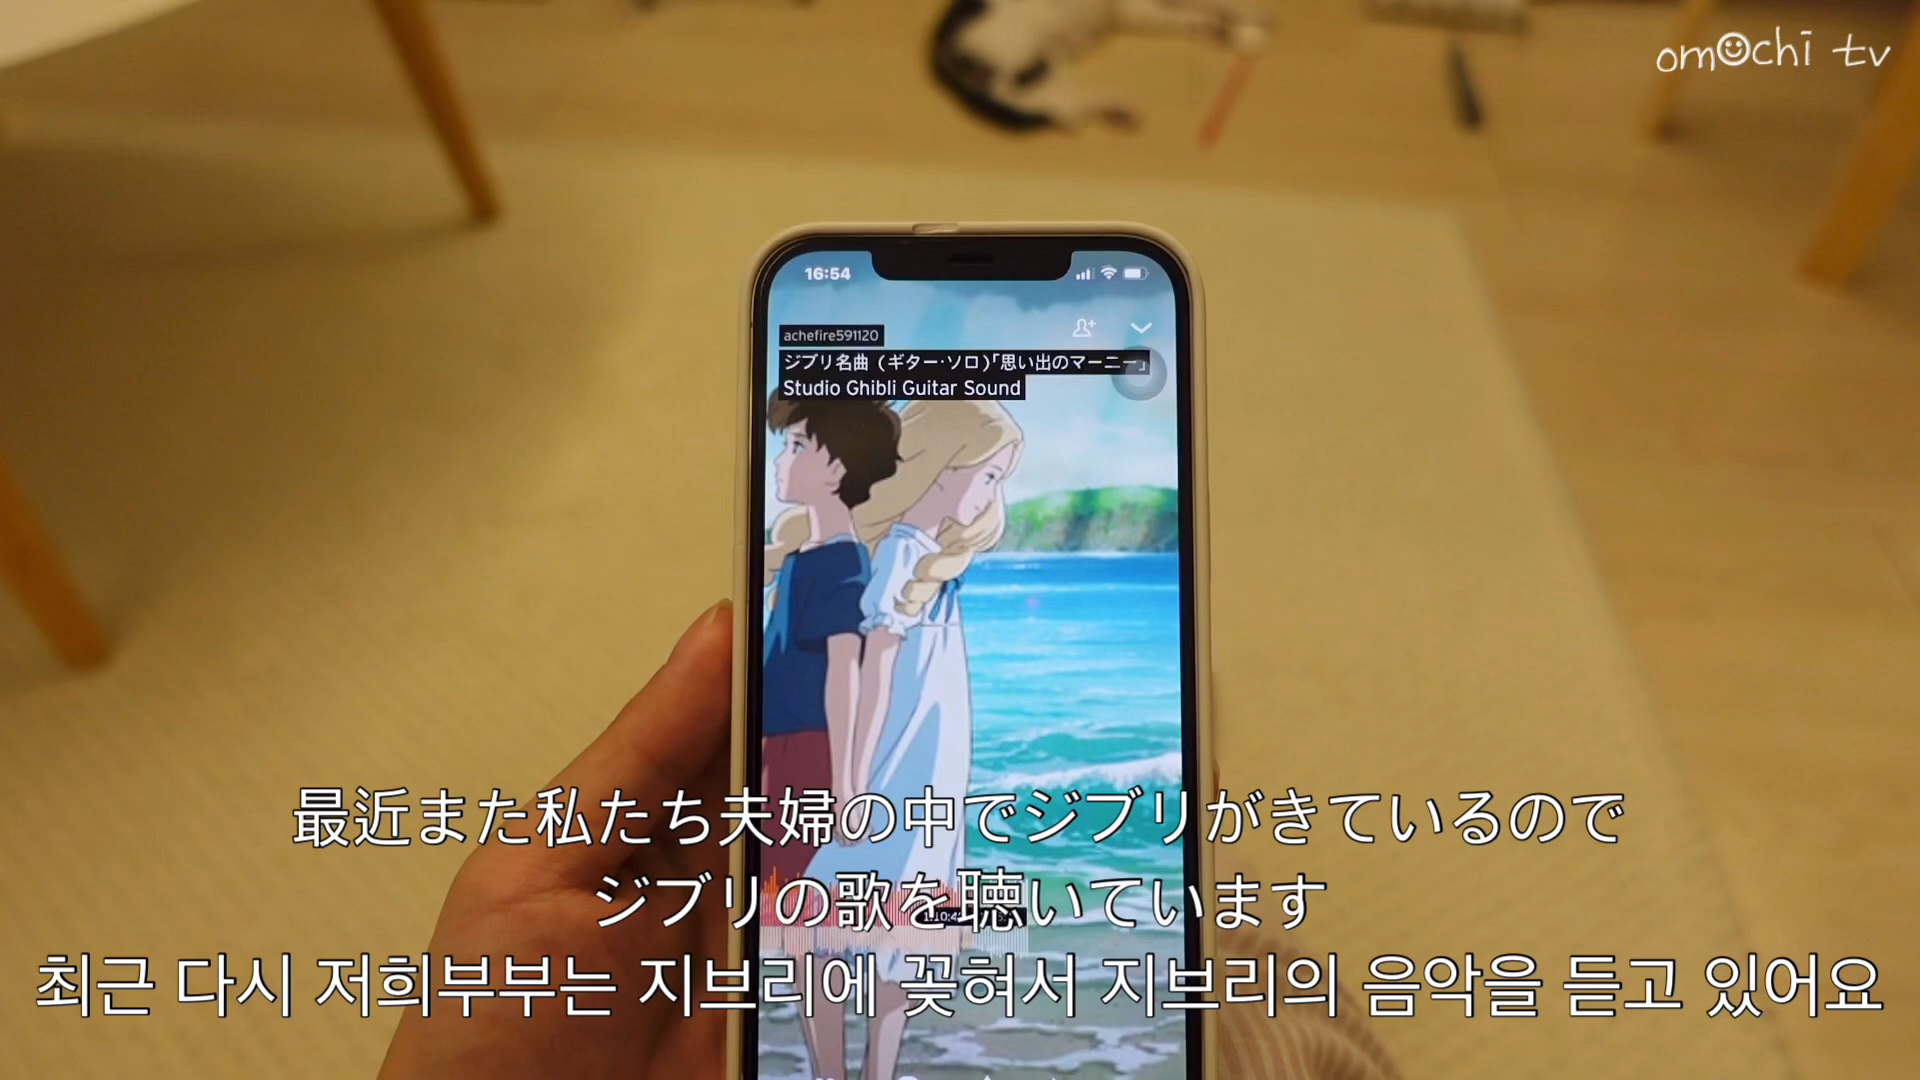 omochi tv
16:54
achefire591120
ジブリ名曲 (ギター·ソロ)「思い出のマーニー」
Studio Ghibli Guitar Sound
最近また私たち夫婦の中でジブリがきているので
ジブリの歌を聴いています
최근 다시 저희부부는 지브리에 꽂혀서 지브리의 음악을 듣고 있어요